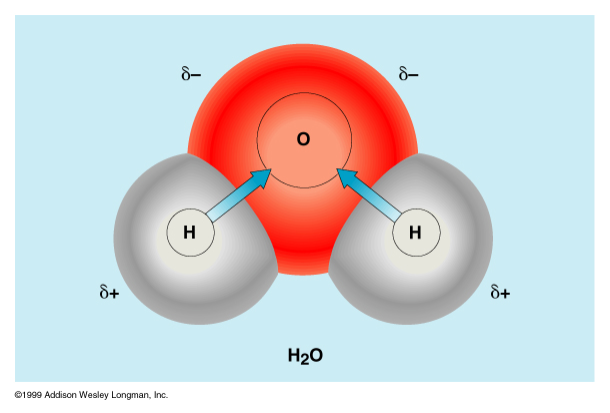 δ– δ–
O
H H
δ+ δ+
H₂O
©1999 Addison Wesley Longman, Inc.